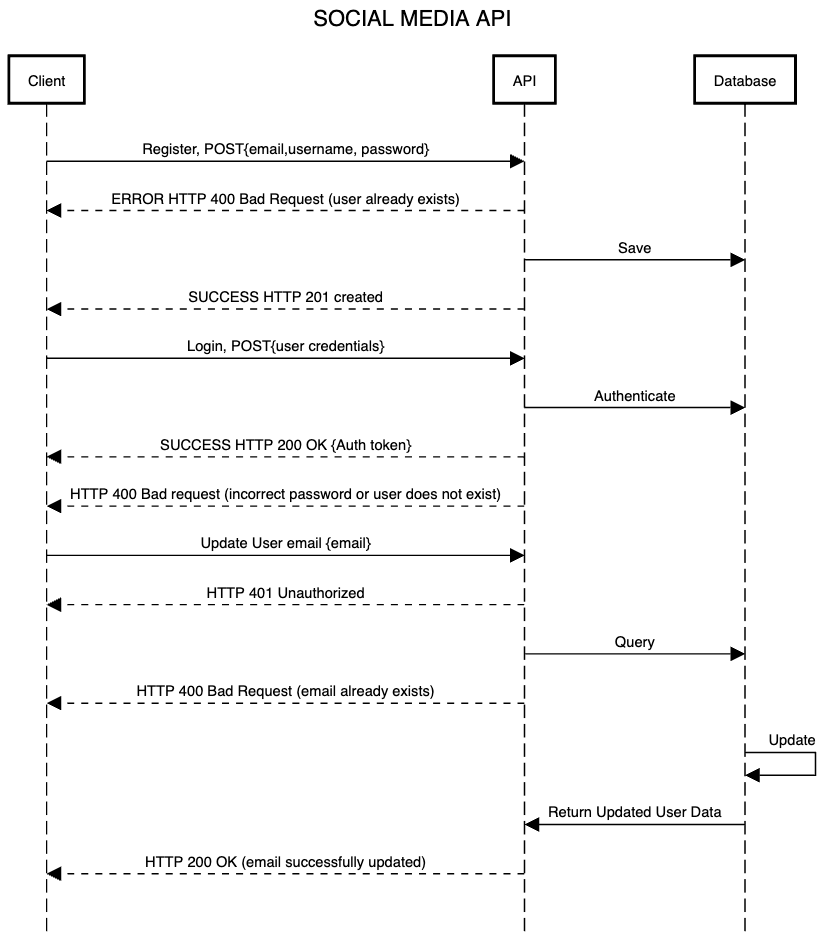 SOCIAL MEDIA API
Client
API
Database
Register, POST{email,username, password}
ERROR HTTP 400 Bad Request (user already exists)
Save
SUCCESS HTTP 201 created
Login, POST{user credentials}
Authenticate
SUCCESS HTTP 200 OK {Auth token}
HTTP 400 Bad request (incorrect password or user does not exist)
Update User email {email}
HTTP 401 Unauthorized
Query
HTTP 400 Bad Request (email already exists)
Update
Return Updated User Data
HTTP 200 OK (email successfully updated)